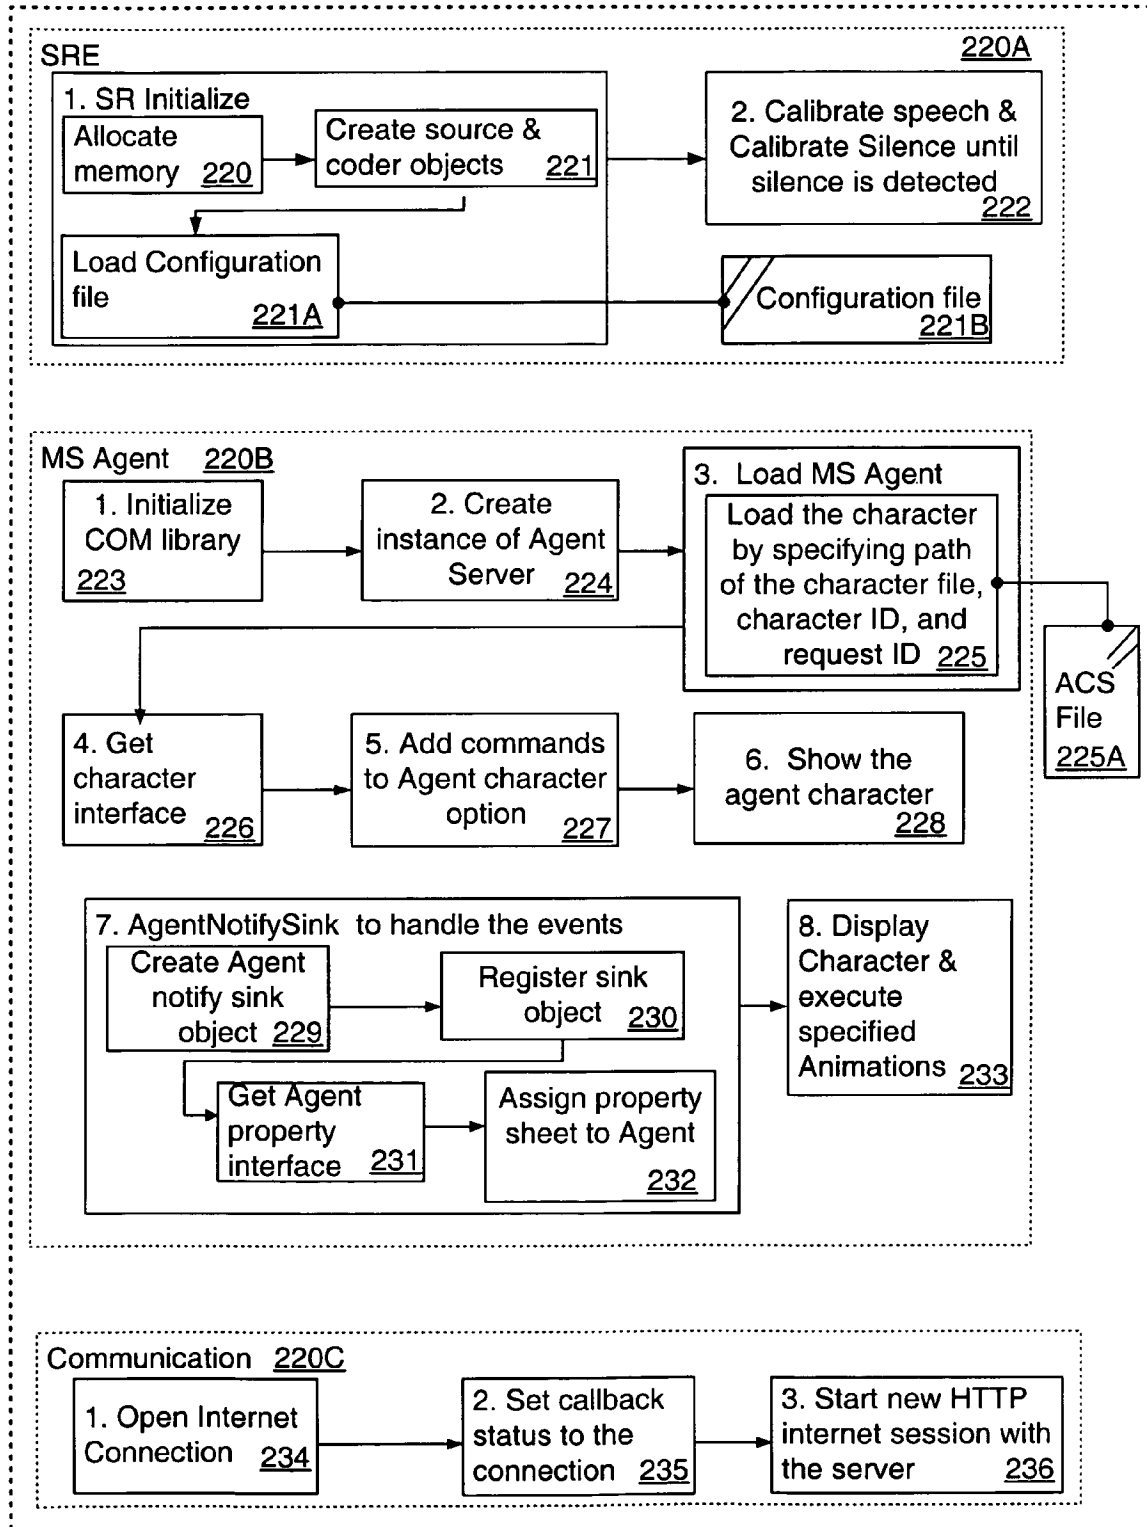 SRE
220A
1. SR Initialize
Allocate
memory 220
Create source &
coder objects 221
2. Calibrate speech &
Calibrate Silence until
silence is detected
222
Load Configuration
file
221A
Configuration file
221B
MS Agent 220B
1. Initialize
COM library
223
2. Create
instance of Agent
Server 224
3. Load MS Agent
Load the character
by specifying path
of the character file,
character ID, and
request ID 225
ACS
File
225A
4. Get
character
interface 226
5. Add commands
to Agent character
option 227
6. Show the
agent character
228
7. AgentNotifySink to handle the events
Create Agent
notify sink
object 229
Register sink
object 230
Get Agent
property
interface 231
Assign property
sheet to Agent
232
8. Display
Character &
execute
specified
Animations 233
Communication 220C
1. Open Internet
Connection 234
2. Set callback
status to the
connection 235
3. Start new HTTP
internet session with
the server 236